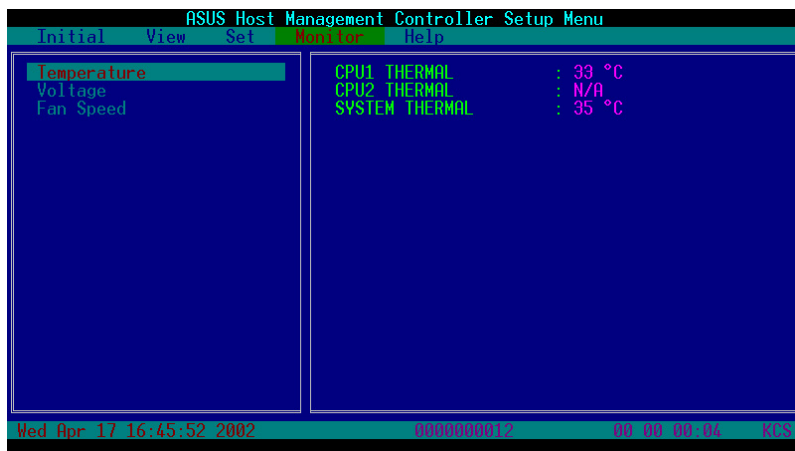 ASUS Host Management Controller Setup Menu
Initial View Set Monitor Help
Temperature
Voltage
Fan Speed
CPU1 THERMAL : 33 °C
CPU2 THERMAL : N/A
SYSTEM THERMAL : 35 °C
Wed Apr 17 16:45:52 2002 0000000012 00 00 00:04 KCS